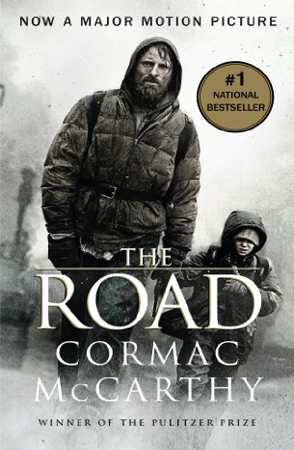 NOW A MAJOR MOTION PICTURE
#1
NATIONAL
BESTSELLER
THE
ROAD
CORMAC
McCARTHY
WINNER OF THE PULITZER PRIZE